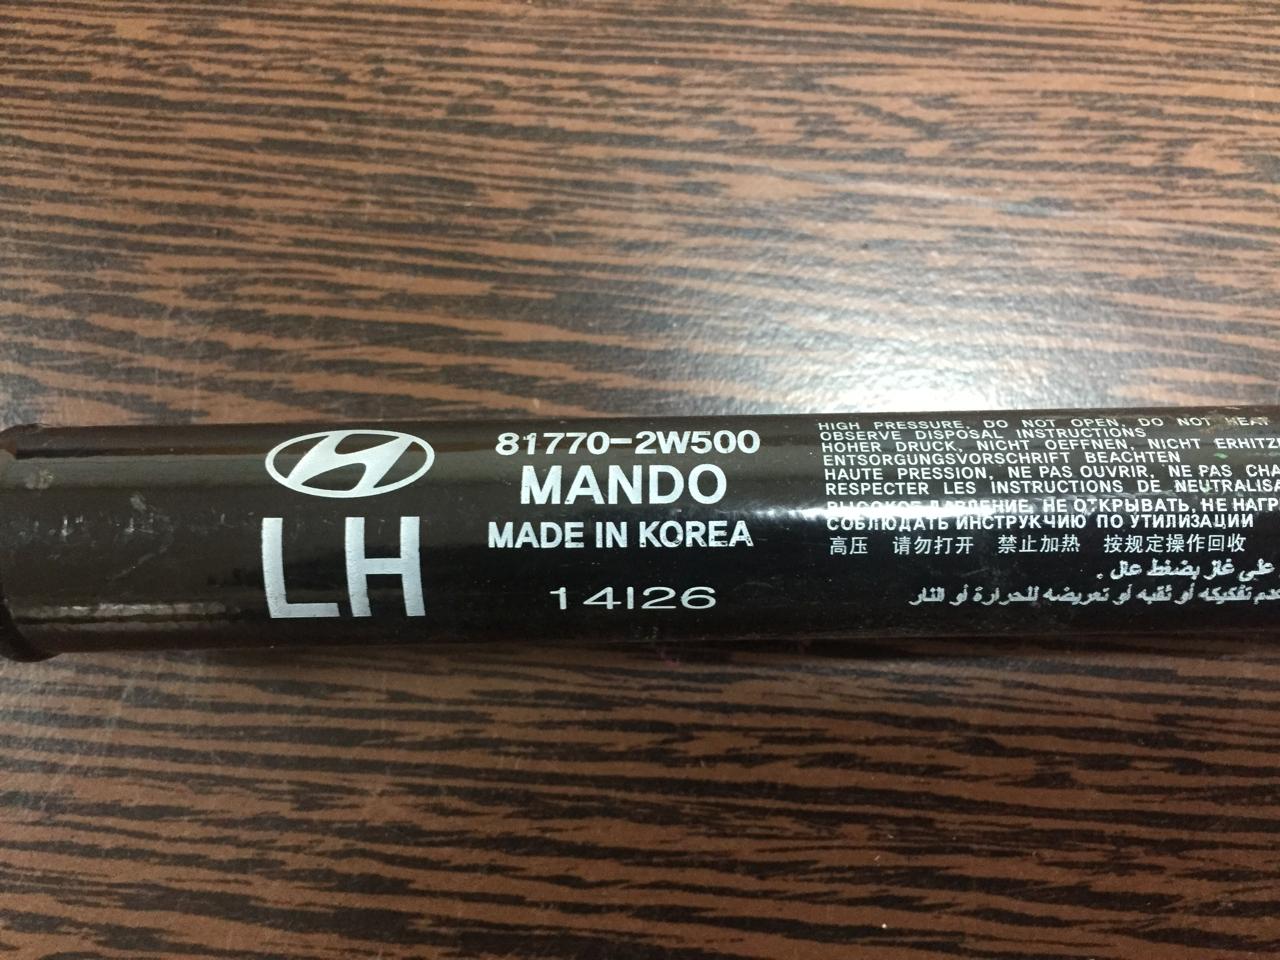 LH
81770-2W500
MANDO
MADE IN KOREA
14I26
HIGH PRESSURE, DO NOT OPEN, DO NOT HEAT
OBSERVE DISPOSAL INSTRUCTIONS
HOHER DRUCK, NICHT OEFFNEN, NICHT ERHITZ
ENTSORGUNGSVORSCHRIFT BEACHTEN
HAUTE PRESSION, NE PAS OUVRIR, NE PAS CHA
RESPECTER LES INSTRUCTIONS DE NEUTRALISA
ВЫСОКОЕ ДАВЛЕНИЕ, НЕ ОТКРЫВАТЬ, НЕ НАГР
СОБЛЮДАТЬ ИНСТРУКЧИЮ ПО УТИЛИЗАЦИИ
高压 请勿打开 禁止加热 按规定操作回收
على غاز بضغط عال .
تفكيكه أو ثقبه أو تعريضه للحرارة أو النار